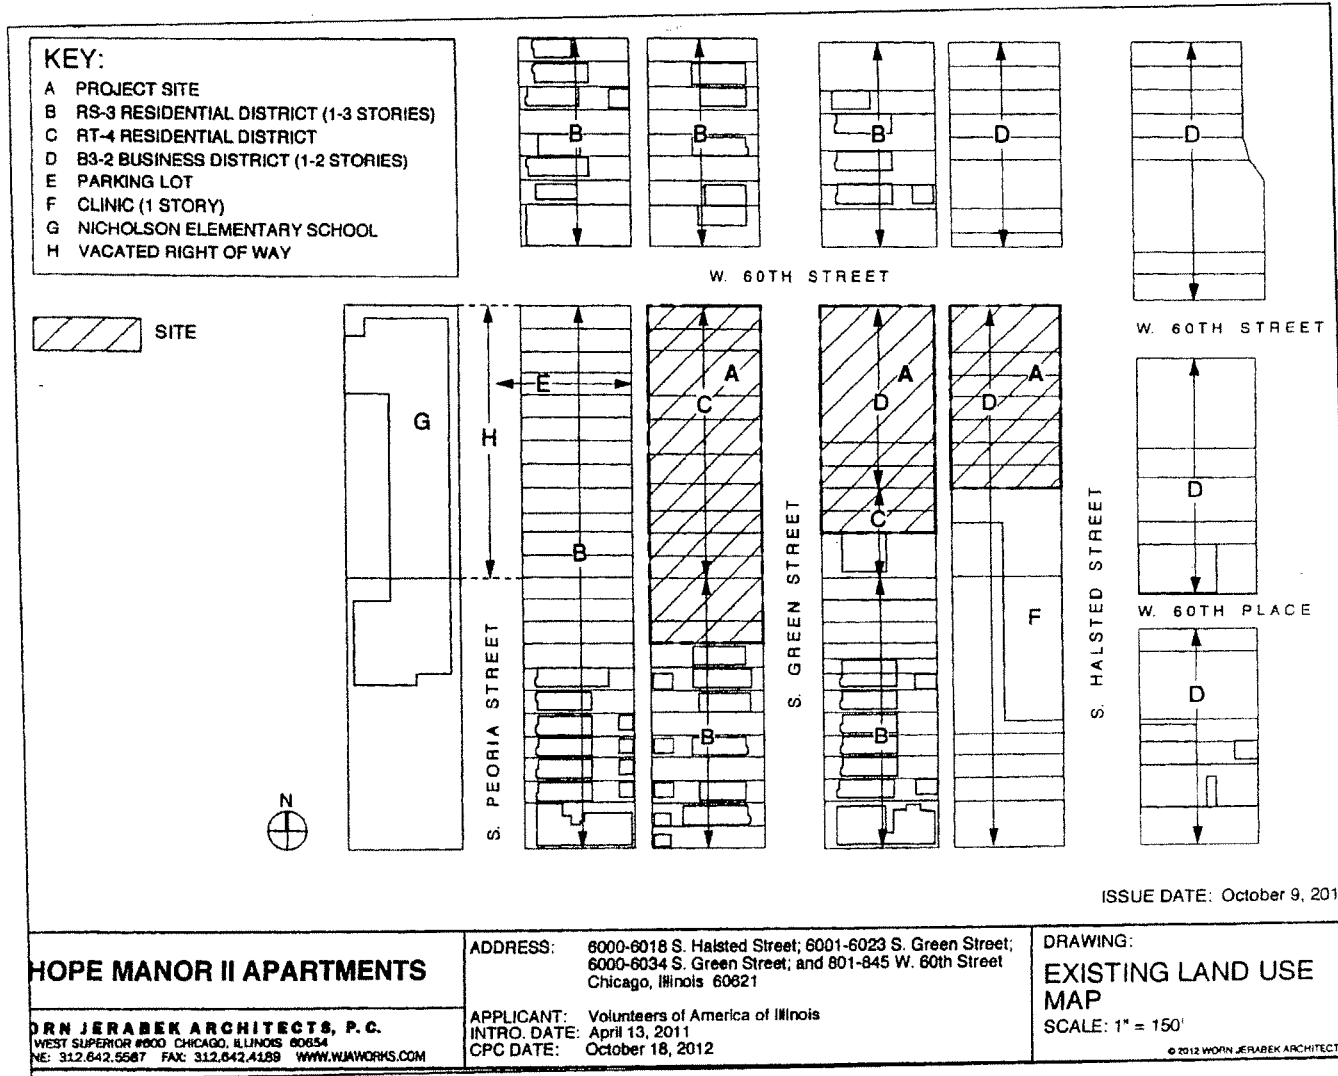 KEY:
A PROJECT SITE
B RS-3 RESIDENTIAL DISTRICT (1-3 STORIES)
C RT-4 RESIDENTIAL DISTRICT
D B3-2 BUSINESS DISTRICT (1-2 STORIES)
E PARKING LOT
F CLINIC (1 STORY)
G NICHOLSON ELEMENTARY SCHOOL
H VACATED RIGHT OF WAY
SITE
B
B
B
D
D
W. 60TH STREET
W. 60TH STREET
A
A
A
E
C
D
D
G
H
D
C
B
S. GREEN STREET
S. HALSTED STREET
W. 60TH PLACE
F
S. PEORIA STREET
D
B
B
N
ISSUE DATE: October 9, 201
HOPE MANOR II APARTMENTS
ORN JERABEK ARCHITECTS, P.C.
WEST SUPERIOR #600 CHICAGO, ILLINOIS 60654
NE: 312.642.5587 FAX: 312.642.4189 WWW.WJAWORKS.COM
ADDRESS: 6000-6018 S. Halsted Street; 6001-6023 S. Green Street;
6000-6034 S. Green Street; and 801-845 W. 60th Street
Chicago, Illinois 60621
APPLICANT: Volunteers of America of Illinois
INTRO. DATE: April 13, 2011
CPC DATE: October 18, 2012
DRAWING:
EXISTING LAND USE
MAP
SCALE: 1" = 150'
© 2012 WORN JERABEK ARCHITECT